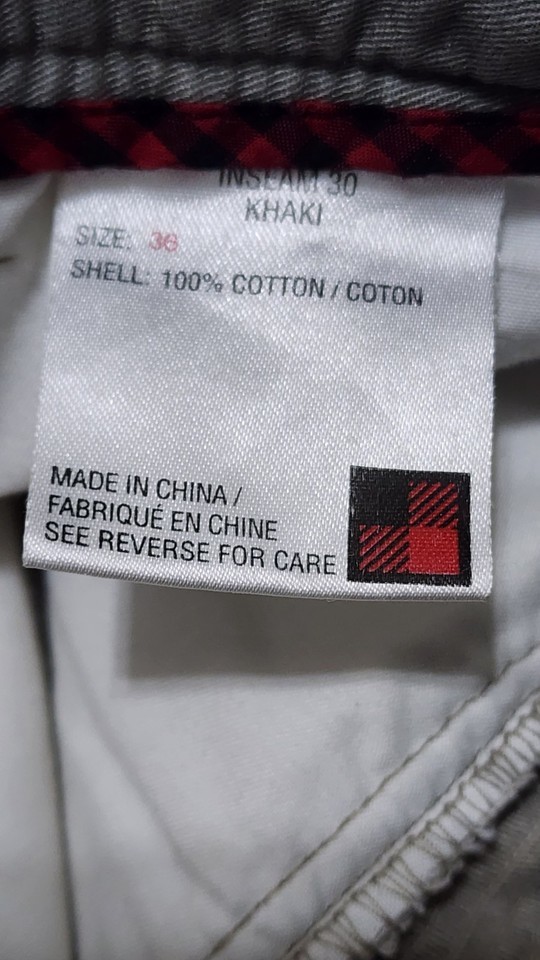 INSEAM 30
KHAKI
SIZE: 36
SHELL: 100% COTTON / COTON
MADE IN CHINA /
FABRIQUÉ EN CHINE
SEE REVERSE FOR CARE